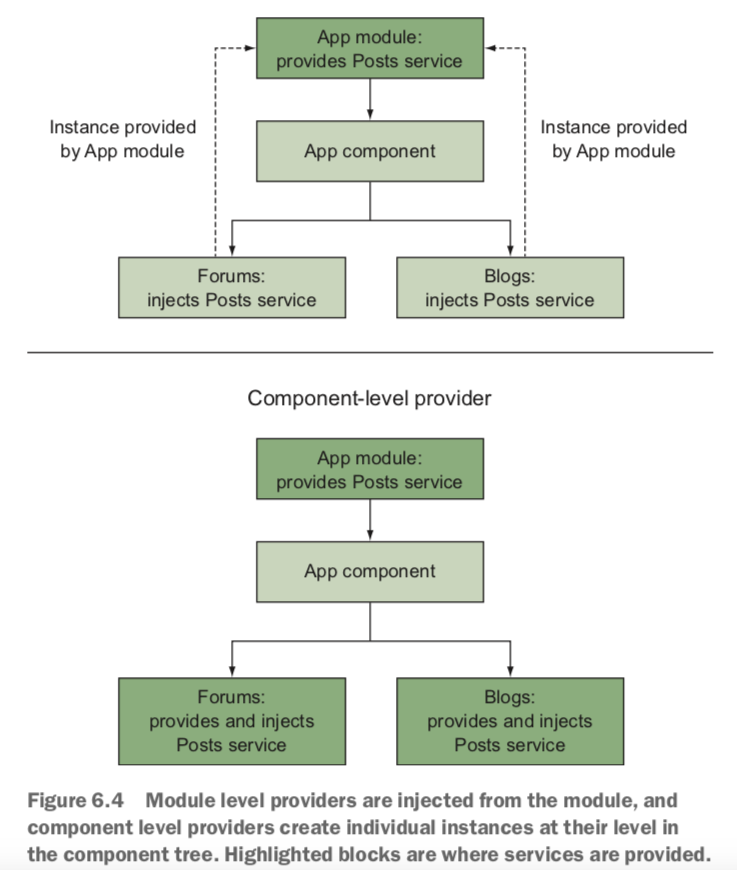 App module:
provides Posts service
Instance provided
by App module
Instance provided
by App module
App component
Forums:
injects Posts service
Blogs:
injects Posts service
Component-level provider
App module:
provides Posts service
App component
Forums:
provides and injects
Posts service
Blogs:
provides and injects
Posts service
Figure 6.4 Module level providers are injected from the module, and
component level providers create individual instances at their level in
the component tree. Highlighted blocks are where services are provided.